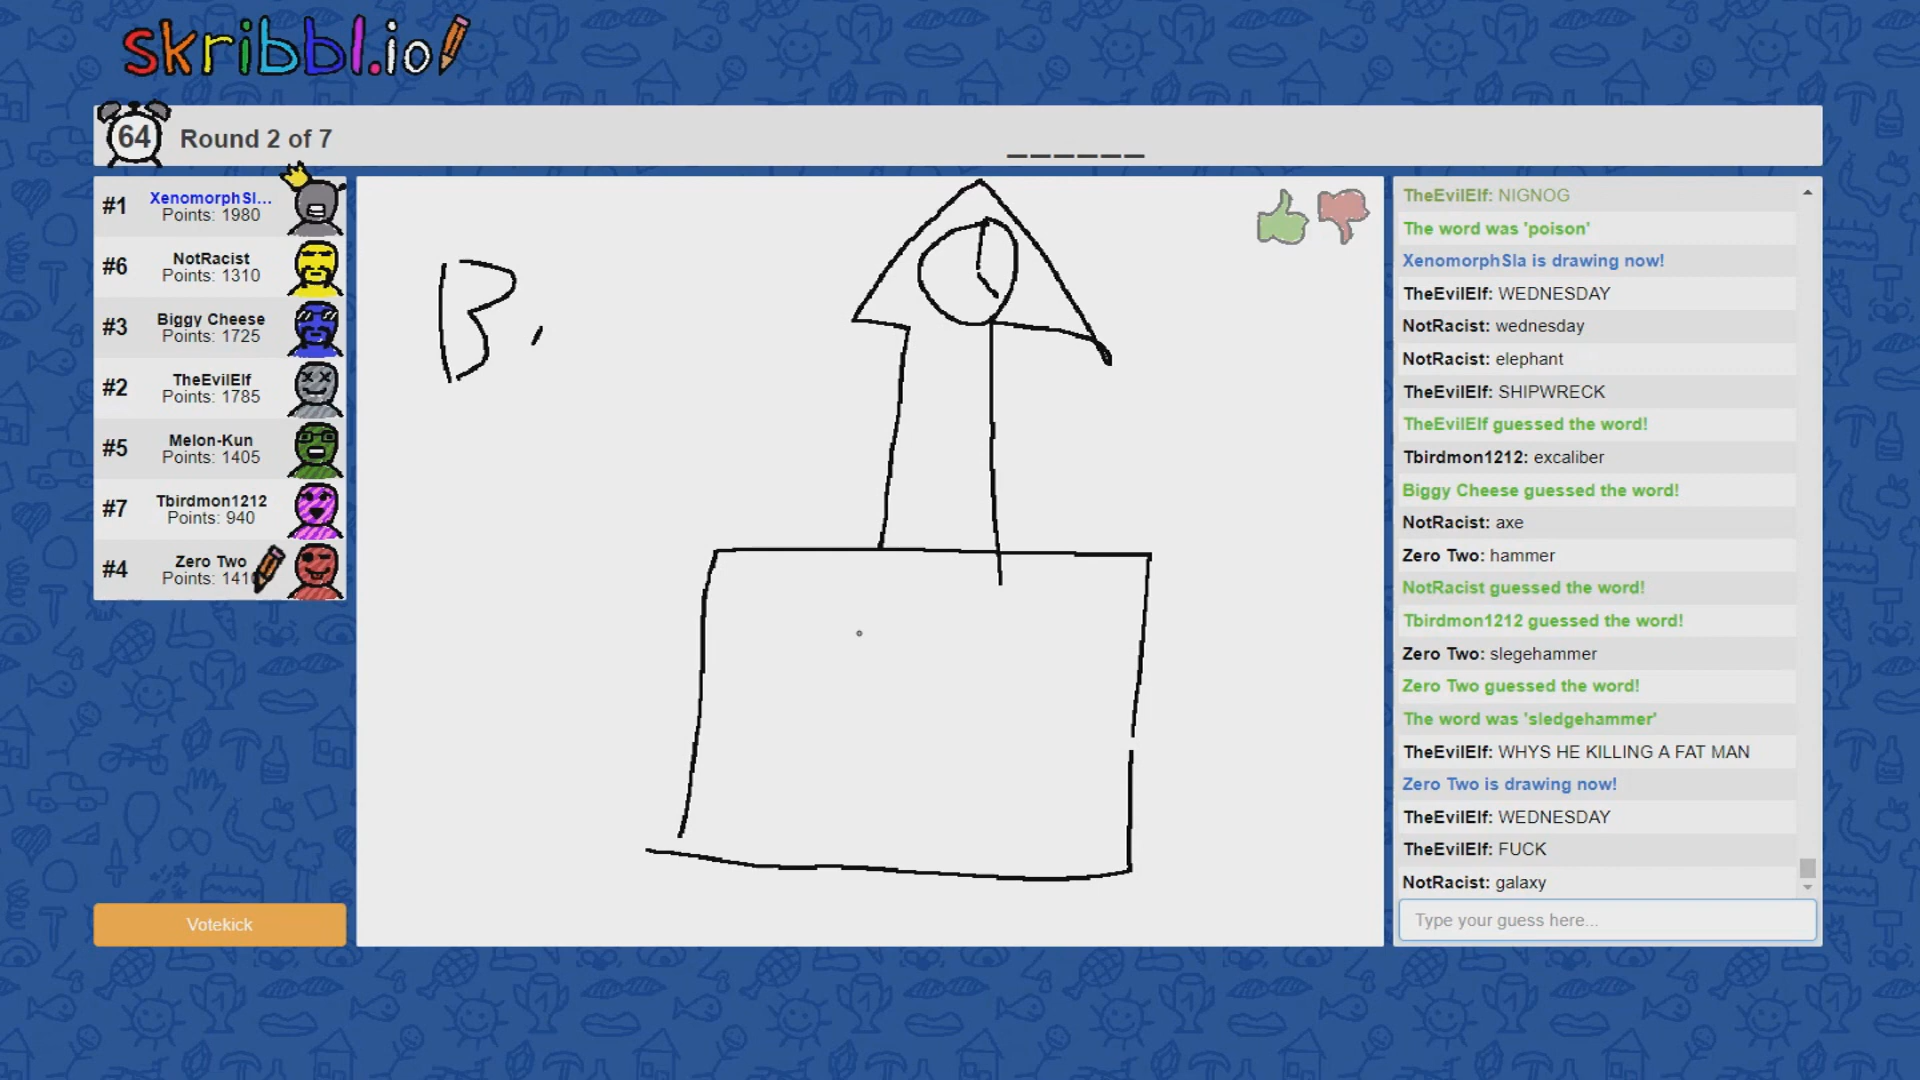 skribbl.io
64
Round 2 of 7
______
#1 XenomorphSl...
Points: 1980
#6 NotRacist
Points: 1310
#3 Biggy Cheese
Points: 1725
#2 TheEvilElf
Points: 1785
#5 Melon-Kun
Points: 1405
#7 Tbirdmon1212
Points: 940
#4 Zero Two
Points: 1410
Votekick
B,
TheEvilElf: NIGNOG
The word was 'poison'
XenomorphSla is drawing now!
TheEvilElf: WEDNESDAY
NotRacist: wednesday
NotRacist: elephant
TheEvilElf: SHIPWRECK
TheEvilElf guessed the word!
Tbirdmon1212: excaliber
Biggy Cheese guessed the word!
NotRacist: axe
Zero Two: hammer
NotRacist guessed the word!
Tbirdmon1212 guessed the word!
Zero Two: slegehammer
Zero Two guessed the word!
The word was 'sledgehammer'
TheEvilElf: WHYS HE KILLING A FAT MAN
Zero Two is drawing now!
TheEvilElf: WEDNESDAY
TheEvilElf: FUCK
NotRacist: galaxy
Type your guess here...